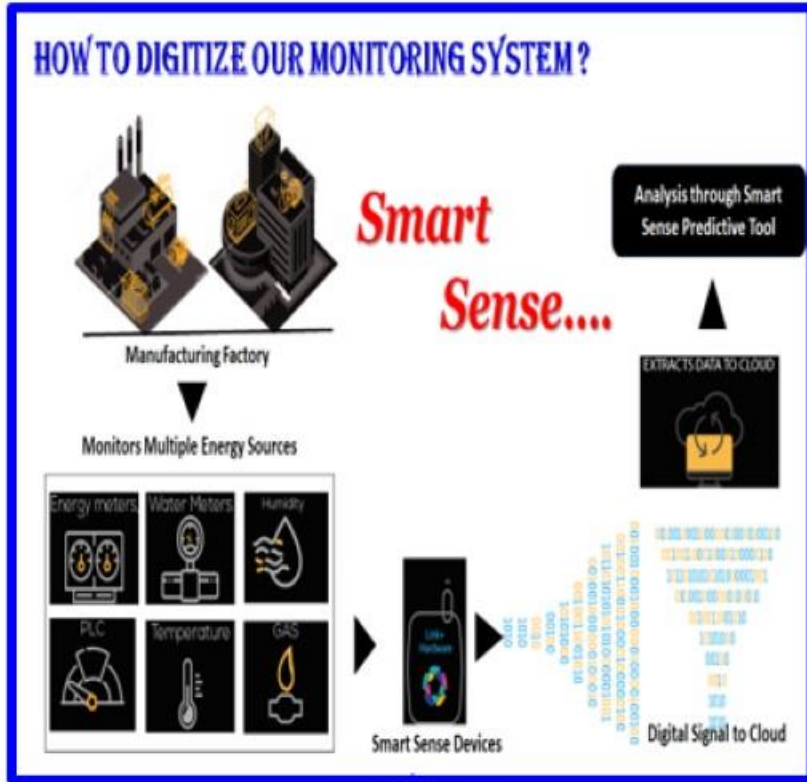 HOW TO DIGITIZE OUR MONITORING SYSTEM ?
Smart
Sense....
Analysis through Smart
Sense Predictive Tool
Manufacturing Factory
EXTRACTS DATA TO CLOUD
Monitors Multiple Energy Sources
Energy meters,
Water Meters
Humidity
PLC
Temperature
GAS
Link+
Hardware
Smart Sense Devices
Digital Signal to Cloud